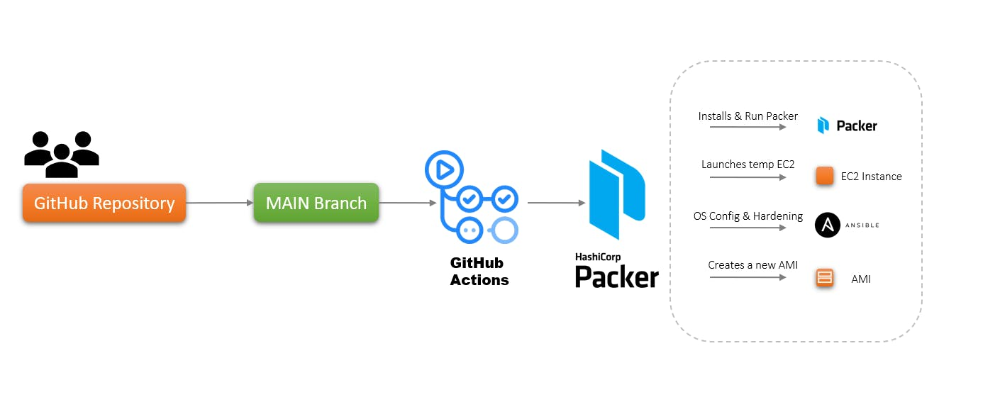 GitHub Repository
MAIN Branch
GitHub
Actions
HashiCorp
Packer
Installs & Run Packer
Packer
Launches temp EC2
EC2 Instance
OS Config & Hardening
ANSIBLE
Creates a new AMI
AMI